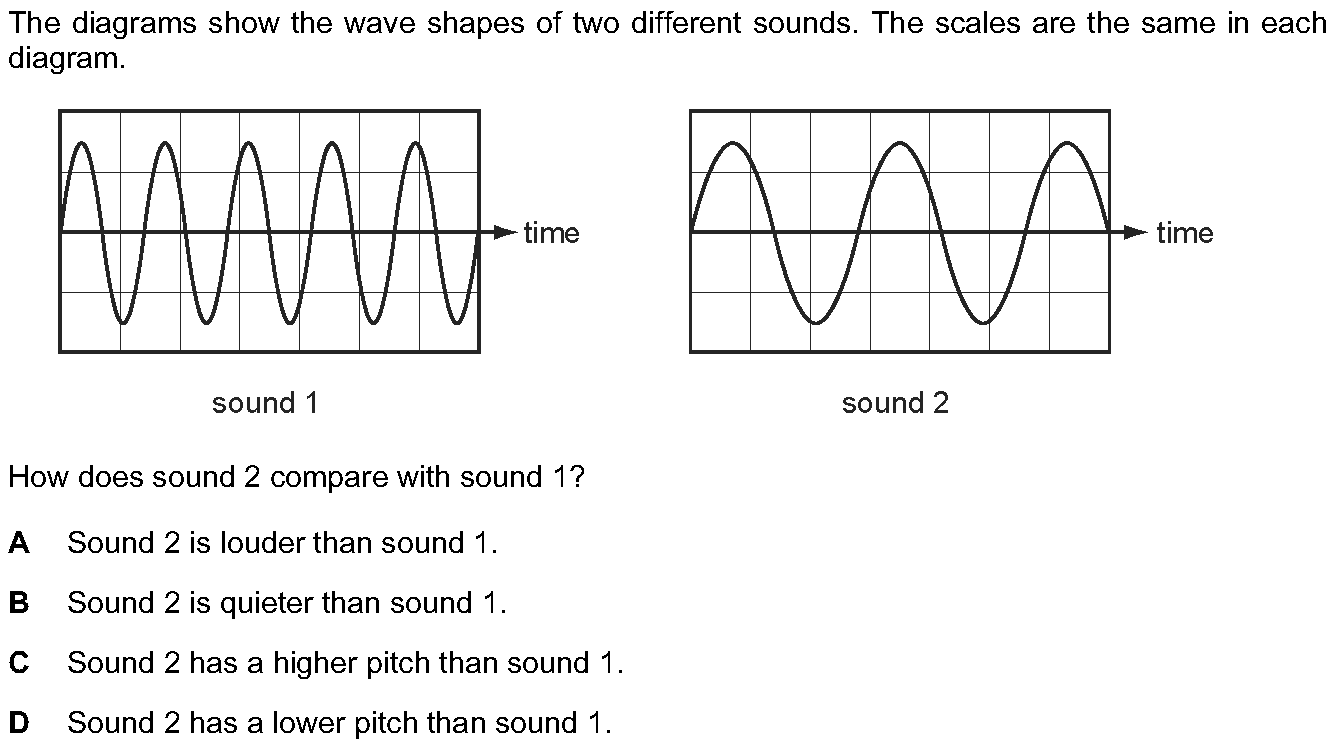 The diagrams show the wave shapes of two different sounds. The scales are the same in each
diagram.
time
time
sound 1
sound 2
How does sound 2 compare with sound 1?
A Sound 2 is louder than sound 1.
B Sound 2 is quieter than sound 1.
C Sound 2 has a higher pitch than sound 1.
D Sound 2 has a lower pitch than sound 1.